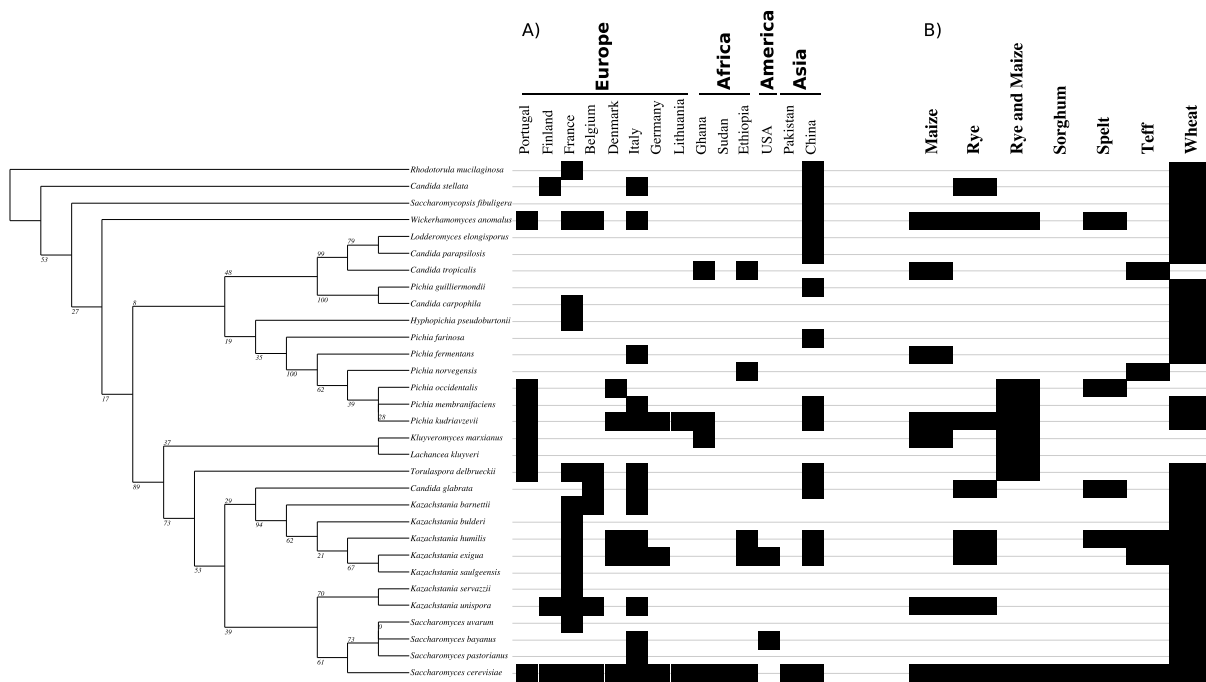 A)
B)
Europe
Africa
America
Asia
Portugal
Finland
France
Belgium
Denmark
Italy
Germany
Lithuania
Ghana
Sudan
Ethiopia
USA
Pakistan
China
Maize
Rye
Rye and Maize
Sorghum
Spelt
Teff
Wheat
Rhodotorula mucilaginosa
Candida stellata
Saccharomycopsis fibuligera
Wickerhamomyces anomalus
Lodderomyces elongisporus
Candida parapsilosis
Candida tropicalis
Pichia guilliermondii
Candida carpophila
Hyphopichia pseudoburtonii
Pichia farinosa
Pichia fermentans
Pichia norvegensis
Pichia occidentalis
Pichia membranifaciens
Pichia kudriavzevii
Kluyveromyces marxianus
Lachancea kluyveri
Torulaspora delbrueckii
Candida glabrata
Kazachstania barnettii
Kazachstania bulderi
Kazachstania humilis
Kazachstania exigua
Kazachstania saulgeensis
Kazachstania servazzii
Kazachstania unispora
Saccharomyces uvarum
Saccharomyces bayanus
Saccharomyces pastorianus
Saccharomyces cerevisiae
53
27
17
8
48
99
79
100
19
35
100
62
39
28
89
37
73
53
29
94
62
21
67
39
70
61
73
0